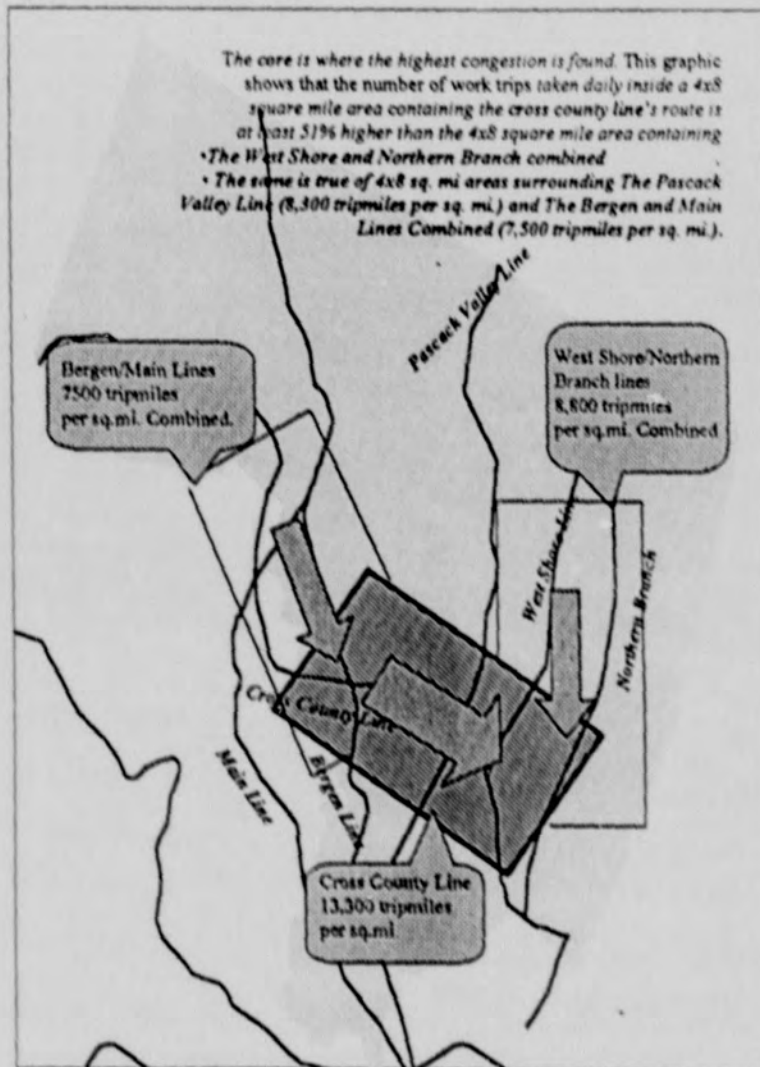 The core is where the highest congestion is found. This graphic
shows that the number of work trips taken daily inside a 4x8
square mile area containing the cross county line's route is
at least 51% higher than the 4x8 square mile area containing
•The West Shore and Northern Branch combined
• The same is true of 4x8 sq. mi areas surrounding The Pascack
Valley Line (8,300 tripmiles per sq. mi.) and The Bergen and Main
Lines Combined (7,500 tripmiles per sq. mi.).
Pascack Valley Line
Bergen/Main Lines
7500 tripmiles
per sq.mi. Combined.
West Shore/Northern
Branch lines
8,800 tripmiles
per sq.mi. Combined
West Shore Line
Northern Branch
Cross County Line
Main Line
Bergen Line
Cross County Line
13,300 tripmiles
per sq.mi